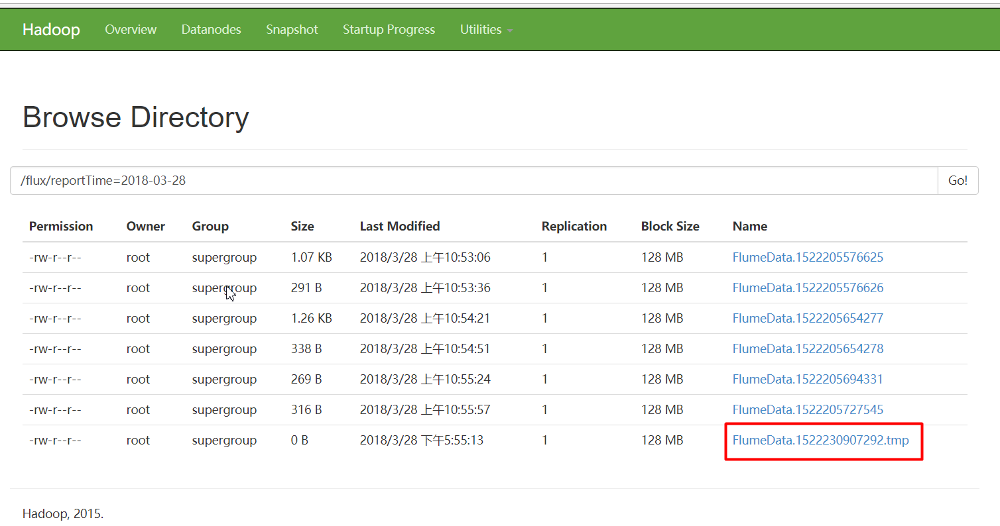 Hadoop Overview Datanodes Snapshot Startup Progress Utilities
Browse Directory
/flux/reportTime=2018-03-28 Go!
Permission Owner Group Size Last Modified Replication Block Size Name
-rw-r--r-- root supergroup 1.07 KB 2018/3/28 上午10:53:06 1 128 MB FlumeData.1522205576625
-rw-r--r-- root supergroup 291 B 2018/3/28 上午10:53:36 1 128 MB FlumeData.1522205576626
-rw-r--r-- root supergroup 1.26 KB 2018/3/28 上午10:54:21 1 128 MB FlumeData.1522205654277
-rw-r--r-- root supergroup 338 B 2018/3/28 上午10:54:51 1 128 MB FlumeData.1522205654278
-rw-r--r-- root supergroup 269 B 2018/3/28 上午10:55:24 1 128 MB FlumeData.1522205694331
-rw-r--r-- root supergroup 316 B 2018/3/28 上午10:55:57 1 128 MB FlumeData.1522205727545
-rw-r--r-- root supergroup 0 B 2018/3/28 下午5:55:13 1 128 MB FlumeData.1522230907292.tmp
Hadoop, 2015.